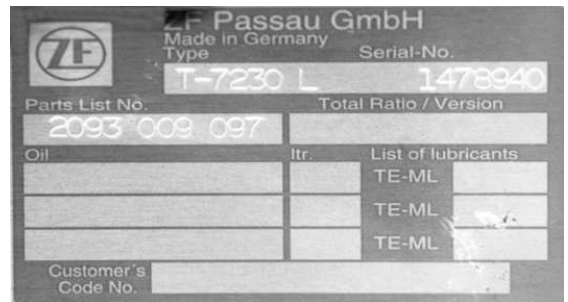 ZF
ZF Passau GmbH
Made in Germany
Type Serial-No.
T-7230 L 1478940
Parts List No. Total Ratio / Version
2093 009 097
Oil ltr. List of lubricants
TE-ML
TE-ML
TE-ML
Customer's
Code No.